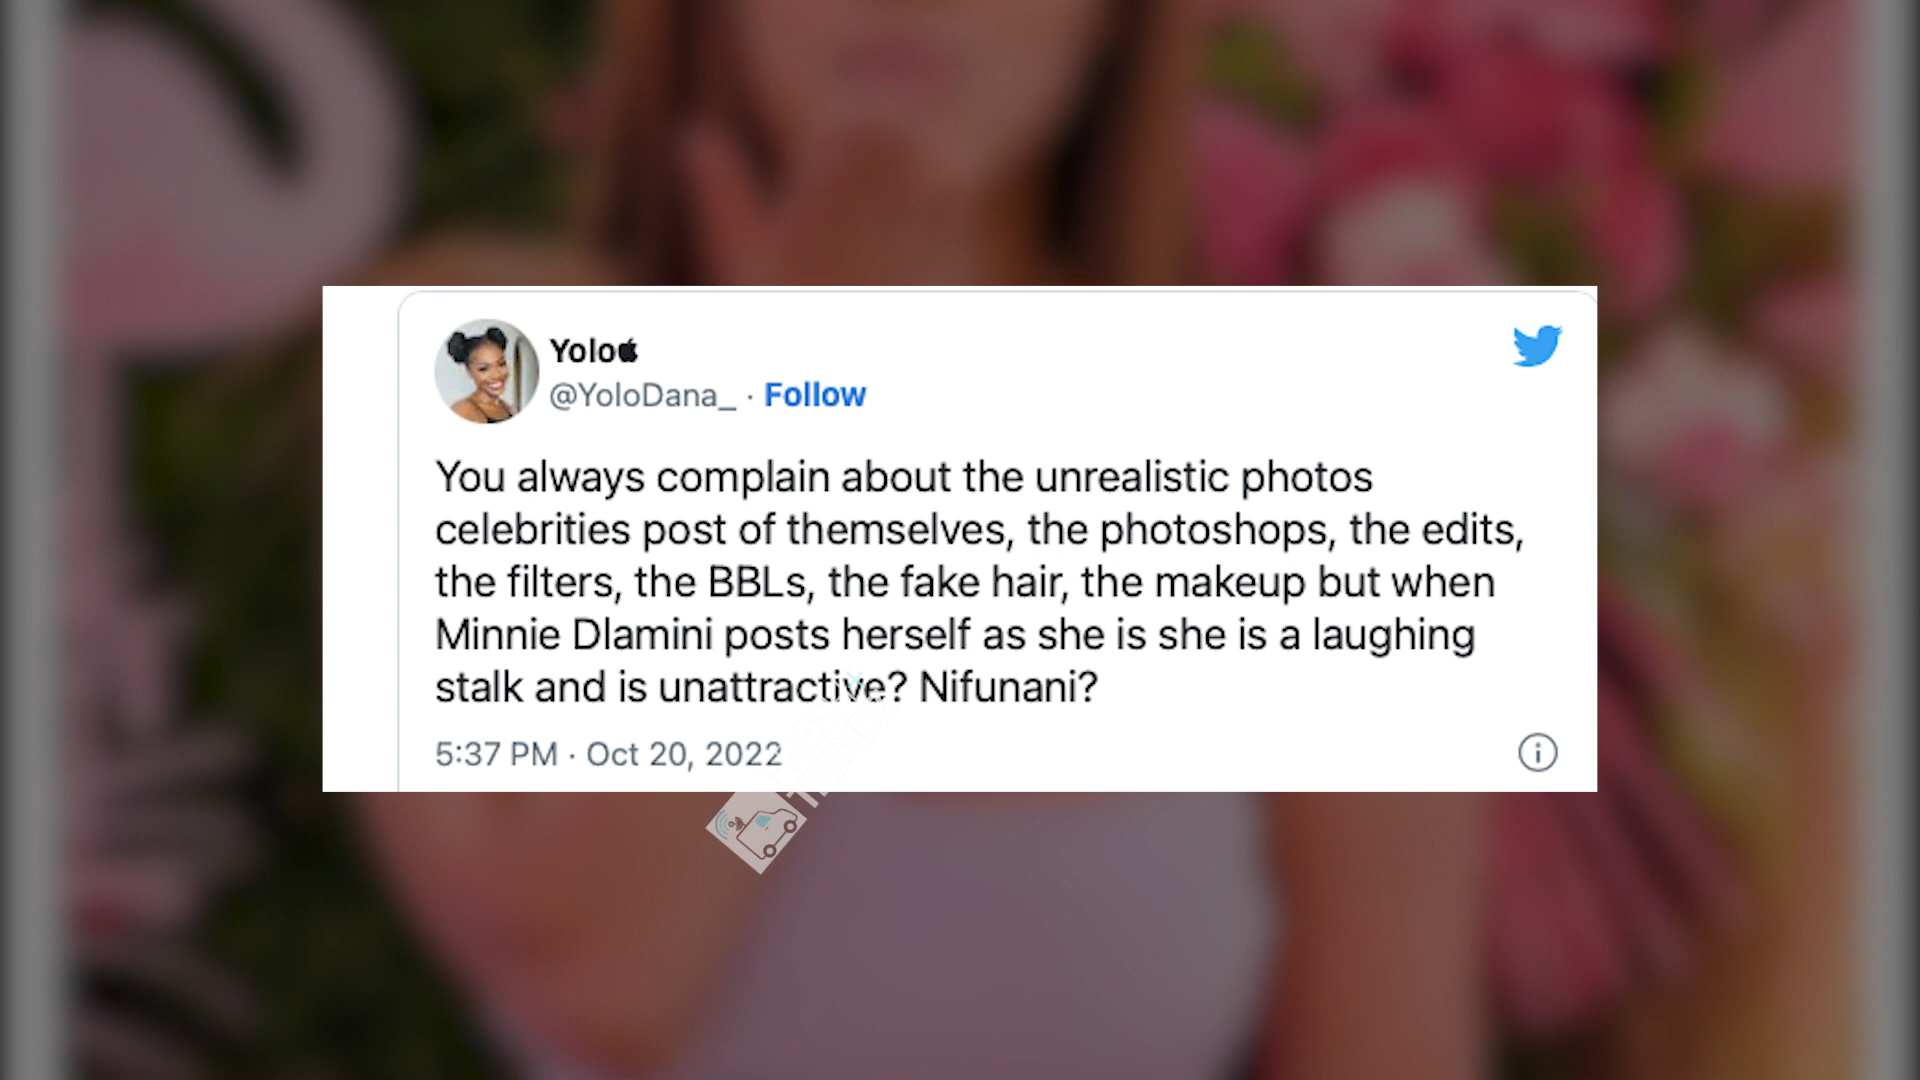 Yolo
@YoloDana_ · Follow
You always complain about the unrealistic photos
celebrities post of themselves, the photoshops, the edits,
the filters, the BBLs, the fake hair, the makeup but when
Minnie Dlamini posts herself as she is she is a laughing
stalk and is unattractive? Nifunani?
5:37 PM · Oct 20, 2022